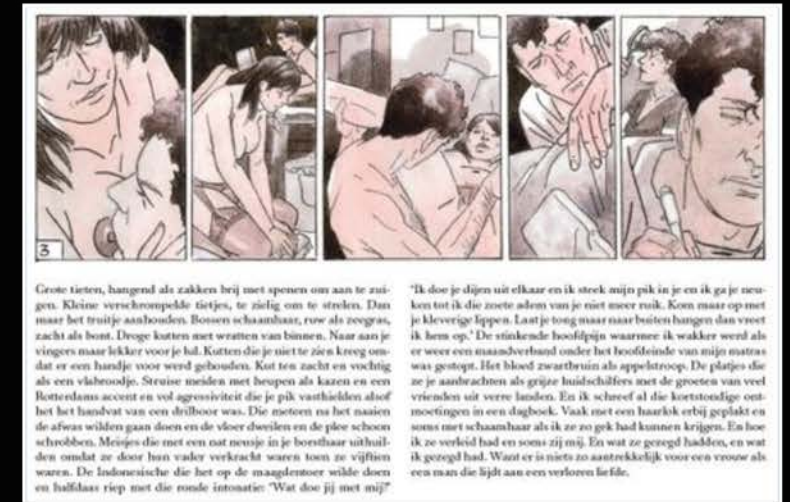 3
Grote tieten, hangend als zakken brij met spenen om aan te zui-
gen. Kleine verschrompelde tietjes, te zielig om te strelen. Dan
maar het truitje aanhouden. Bossen schaamhaar, ruw als zeegras,
zacht als bont. Droge kutten met wratten van binnen. Naar aan je
vingers maar lekker voor je lul. Kutten die je niet te zien kreeg om-
dat er een handje voor werd gehouden. Kut ten zacht en vochtig
als een vlabroodje. Struise meiden met heupen als kazen en een
Rotterdams accent en vol agressiviteit die je pik vasthielden alsof
het het handvat van een drilboor was. Die meteen na het naaien
de afwas wilden gaan doen en de vloer dweilen en de plee schoon
schrobben. Meisjes die met een nat neusje in je borsthaar uithuil-
den omdat ze door hun vader verkracht waren toen ze vijftien
waren. De Indonesische die het op de maagdentoer wilde doen
en halfdaas riep met die ronde intonatie: 'Wat doe jij met mij?'
'Ik doe je dijen uit elkaar en ik steek mijn pik in je en ik ga je neu-
ken tot ik die zoete adem van je niet meer ruik. Kom maar op met
je kleverige lippen. Laat je tong maar naar buiten hangen dan vreet
ik hem op.' De stinkende hoofdpijn waarmee ik wakker werd als
er weer een maandverband onder het hoofdeinde van mijn matras
was gestopt. Het bloed zwartbruin als appelstroop. De platjes die
ze je aanbrachten als grijze huidschilfers met de groeten van veel
vrienden uit verre landen. En ik schreef al die kortstondige ont-
moetingen in een dagboek. Vaak met een haarlok erbij geplakt en
soms met schaamhaar als ik ze zo gek had kunnen krijgen. En hoe
ik ze verleid had en soms zij mij. En wat ze gezegd hadden, en wat
ik gezegd had. Want er is niets zo aantrekkelijk voor een vrouw als
een man die lijdt aan een verloren liefde.